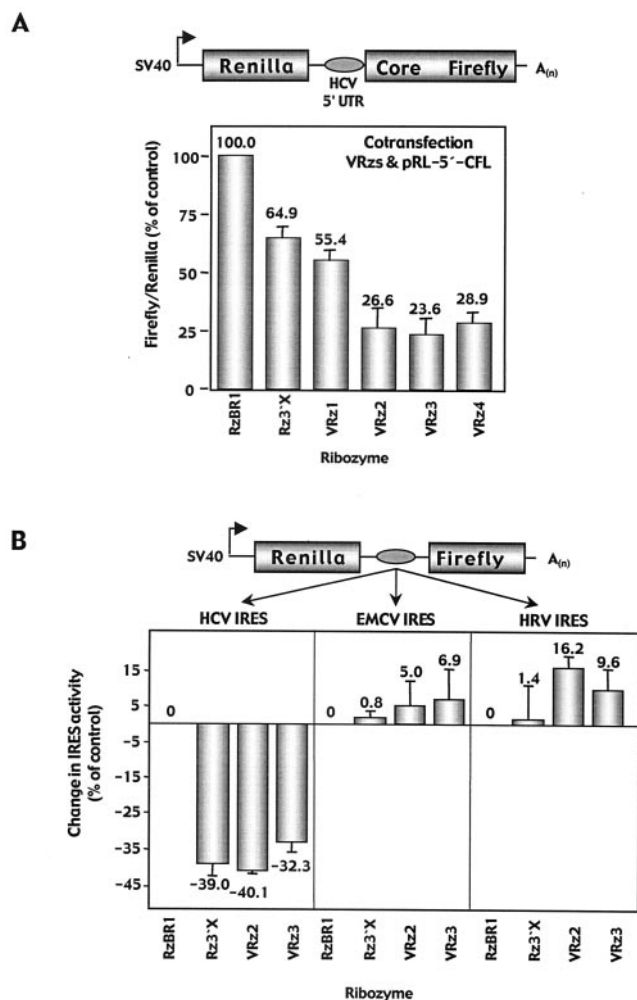 A
SV40
Renilla
Core Firefly
A(n)
HCV
5' UTR
Cotransfection
VRzs & pRL-5´-CFL
Firefly/Renilla (% of control)
100
75
50
25
0
100.0
64.9
55.4
26.6
23.6
28.9
RzBR1
Rz3`X
VRz1
VRz2
VRz3
VRz4
Ribozyme
B
SV40
Renilla
Firefly
A(n)
HCV IRES
EMCV IRES
HRV IRES
Change in IRES activity
(% of control)
15
5
-5
-15
-25
-35
-45
0
-39.0
-40.1
-32.3
0
0.8
5.0
6.9
0
1.4
16.2
9.6
RzBR1
Rz3`X
VRz2
VRz3
RzBR1
Rz3`X
VRz2
VRz3
RzBR1
Rz3`X
VRz2
VRz3
Ribozyme